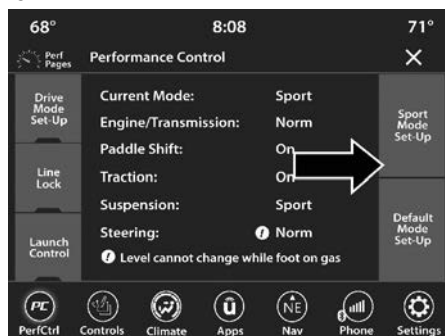 68°
8:08
71°
Perf
Pages
Performance Control
Drive
Mode
Set-Up
Line
Lock
Launch
Control
Current Mode: Sport
Engine/Transmission: Norm
Paddle Shift: On
Traction: On
Suspension: Sport
Steering: ! Norm
! Level cannot change while foot on gas
Sport
Mode
Set-Up
Default
Mode
Set-Up
PC
PerfCtrl
Controls
Climate
ū
Apps
NE
Nav
Phone
Settings